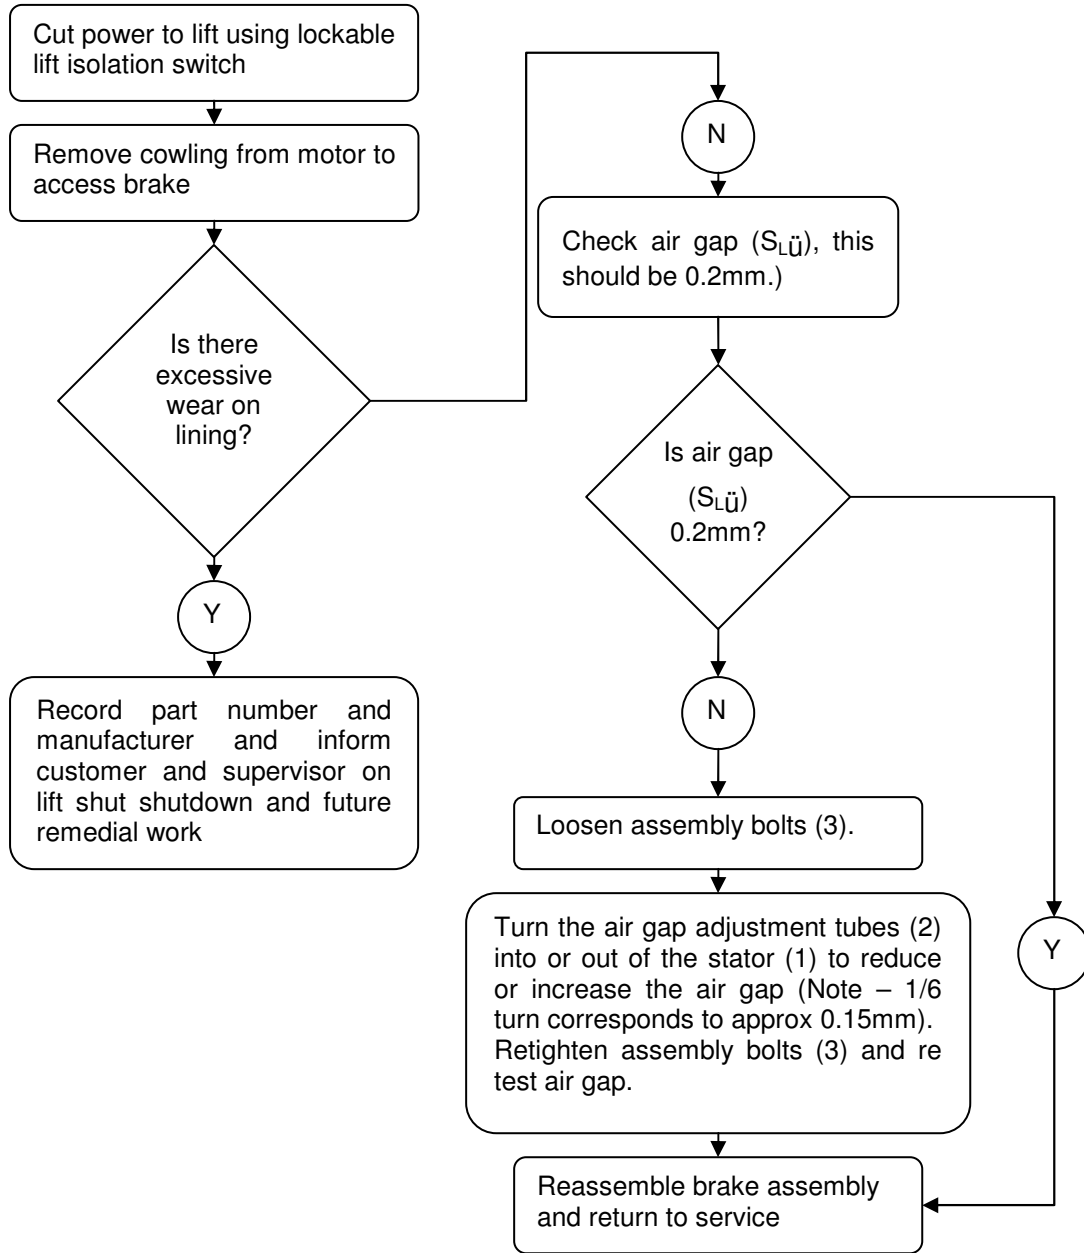 Cut power to lift using lockable
lift isolation switch
Remove cowling from motor to
access brake
Is there
excessive
wear on
lining?
Y
Record part number and
manufacturer and inform
customer and supervisor on
lift shut shutdown and future
remedial work
N
Check air gap (SLü), this
should be 0.2mm.)
Is air gap
(SLü)
0.2mm?
N
Loosen assembly bolts (3).
Turn the air gap adjustment tubes (2)
into or out of the stator (1) to reduce
or increase the air gap (Note – 1/6
turn corresponds to approx 0.15mm).
Retighten assembly bolts (3) and re
test air gap.
Y
Reassemble brake assembly
and return to service